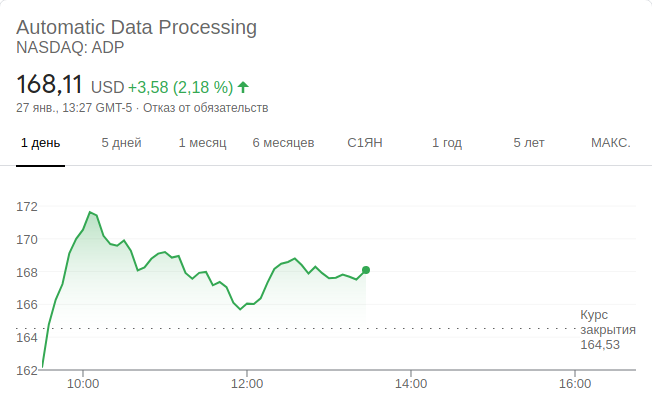 Automatic Data Processing
NASDAQ: ADP
168,11 USD +3,58 (2,18 %)
27 янв., 13:27 GMT-5 · Отказ от обязательств
1 день 5 дней 1 месяц 6 месяцев С1ЯН 1 год 5 лет МАКС.
172
170
168
166
164
162
Курс
закрытия
164,53
10:00 12:00 14:00 16:00